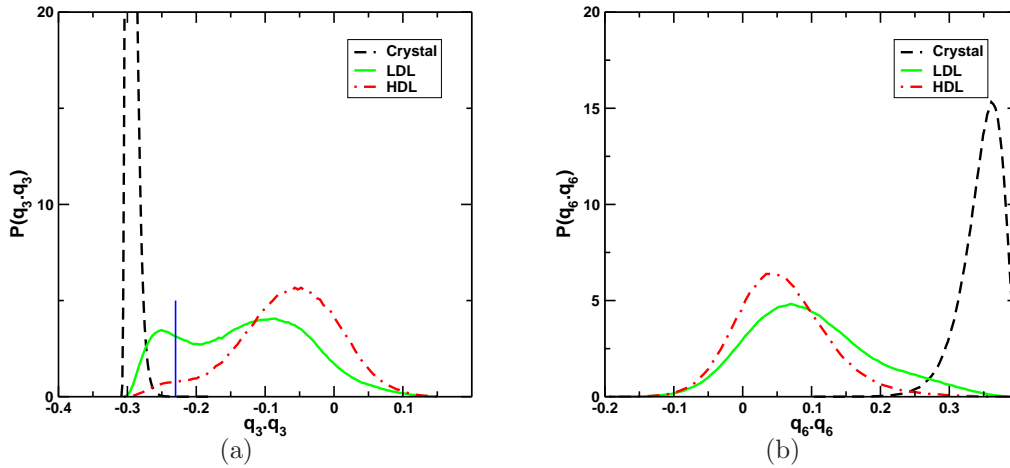 20
15
10
5
0
-0.4 -0.3 -0.2 -0.1 0 0.1
q3.q3
P(q3.q3)
Crystal
LDL
HDL
(a)
20
15
10
5
0
-0.2 -0.1 0 0.1 0.2 0.3
q6.q6
P(q6.q6)
Crystal
LDL
HDL
(b)